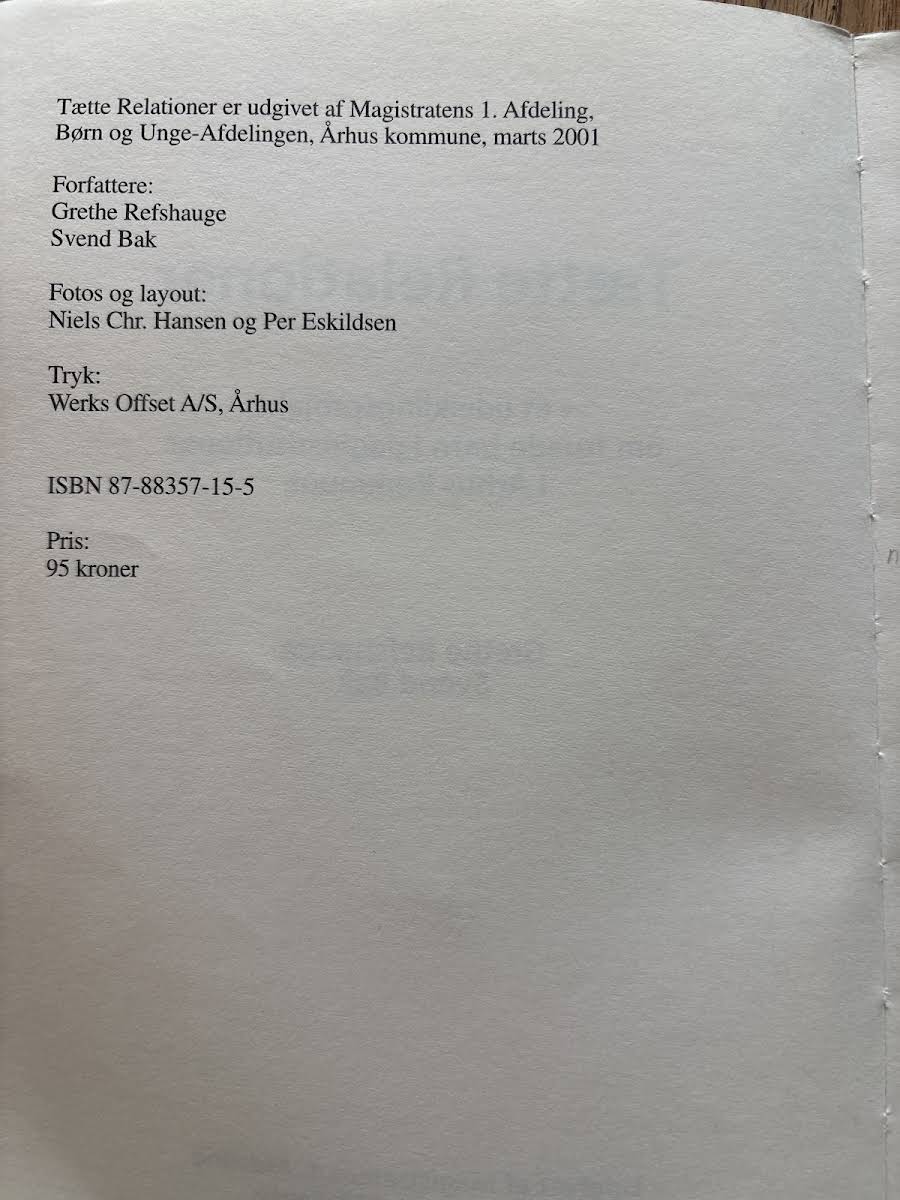 Tætte Relationer er udgivet af Magistratens 1. Afdeling,
Børn og Unge-Afdelingen, Århus kommune, marts 2001
Forfattere:
Grethe Refshauge
Svend Bak
Fotos og layout:
Niels Chr. Hansen og Per Eskildsen
Tryk:
Werks Offset A/S, Århus
ISBN 87-88357-15-5
Pris:
95 kroner